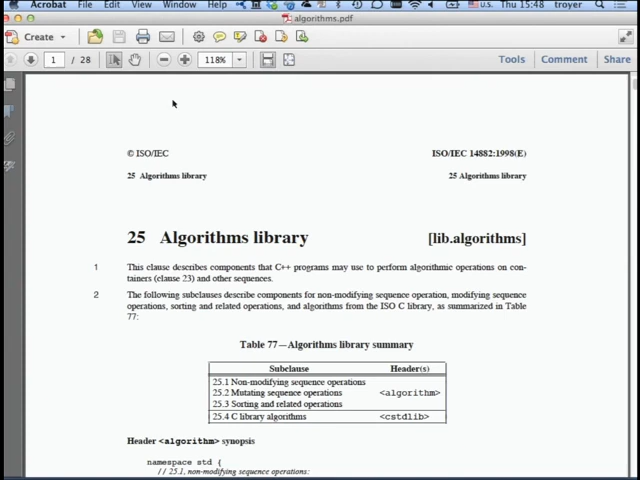 Acrobat File Edit View Window Help U.S. Thu 15:48 troyer
algorithms.pdf
Create
1 / 28 118% Tools Comment Share
© ISO/IEC ISO/IEC 14882:1998(E)
25 Algorithms library 25 Algorithms library
25 Algorithms library [lib.algorithms]
1 This clause describes components that C++ programs may use to perform algorithmic operations on con-
tainers (clause 23) and other sequences.
2 The following subclauses describe components for non-modifying sequence operation, modifying sequence
operations, sorting and related operations, and algorithms from the ISO C library, as summarized in Table
77:
Table 77—Algorithms library summary
Subclause Header(s)
25.1 Non-modifying sequence operations
25.2 Mutating sequence operations <algorithm>
25.3 Sorting and related operations
25.4 C library algorithms <cstdlib>
Header <algorithm> synopsis
namespace std {
// 25.1, non-modifying sequence operations: